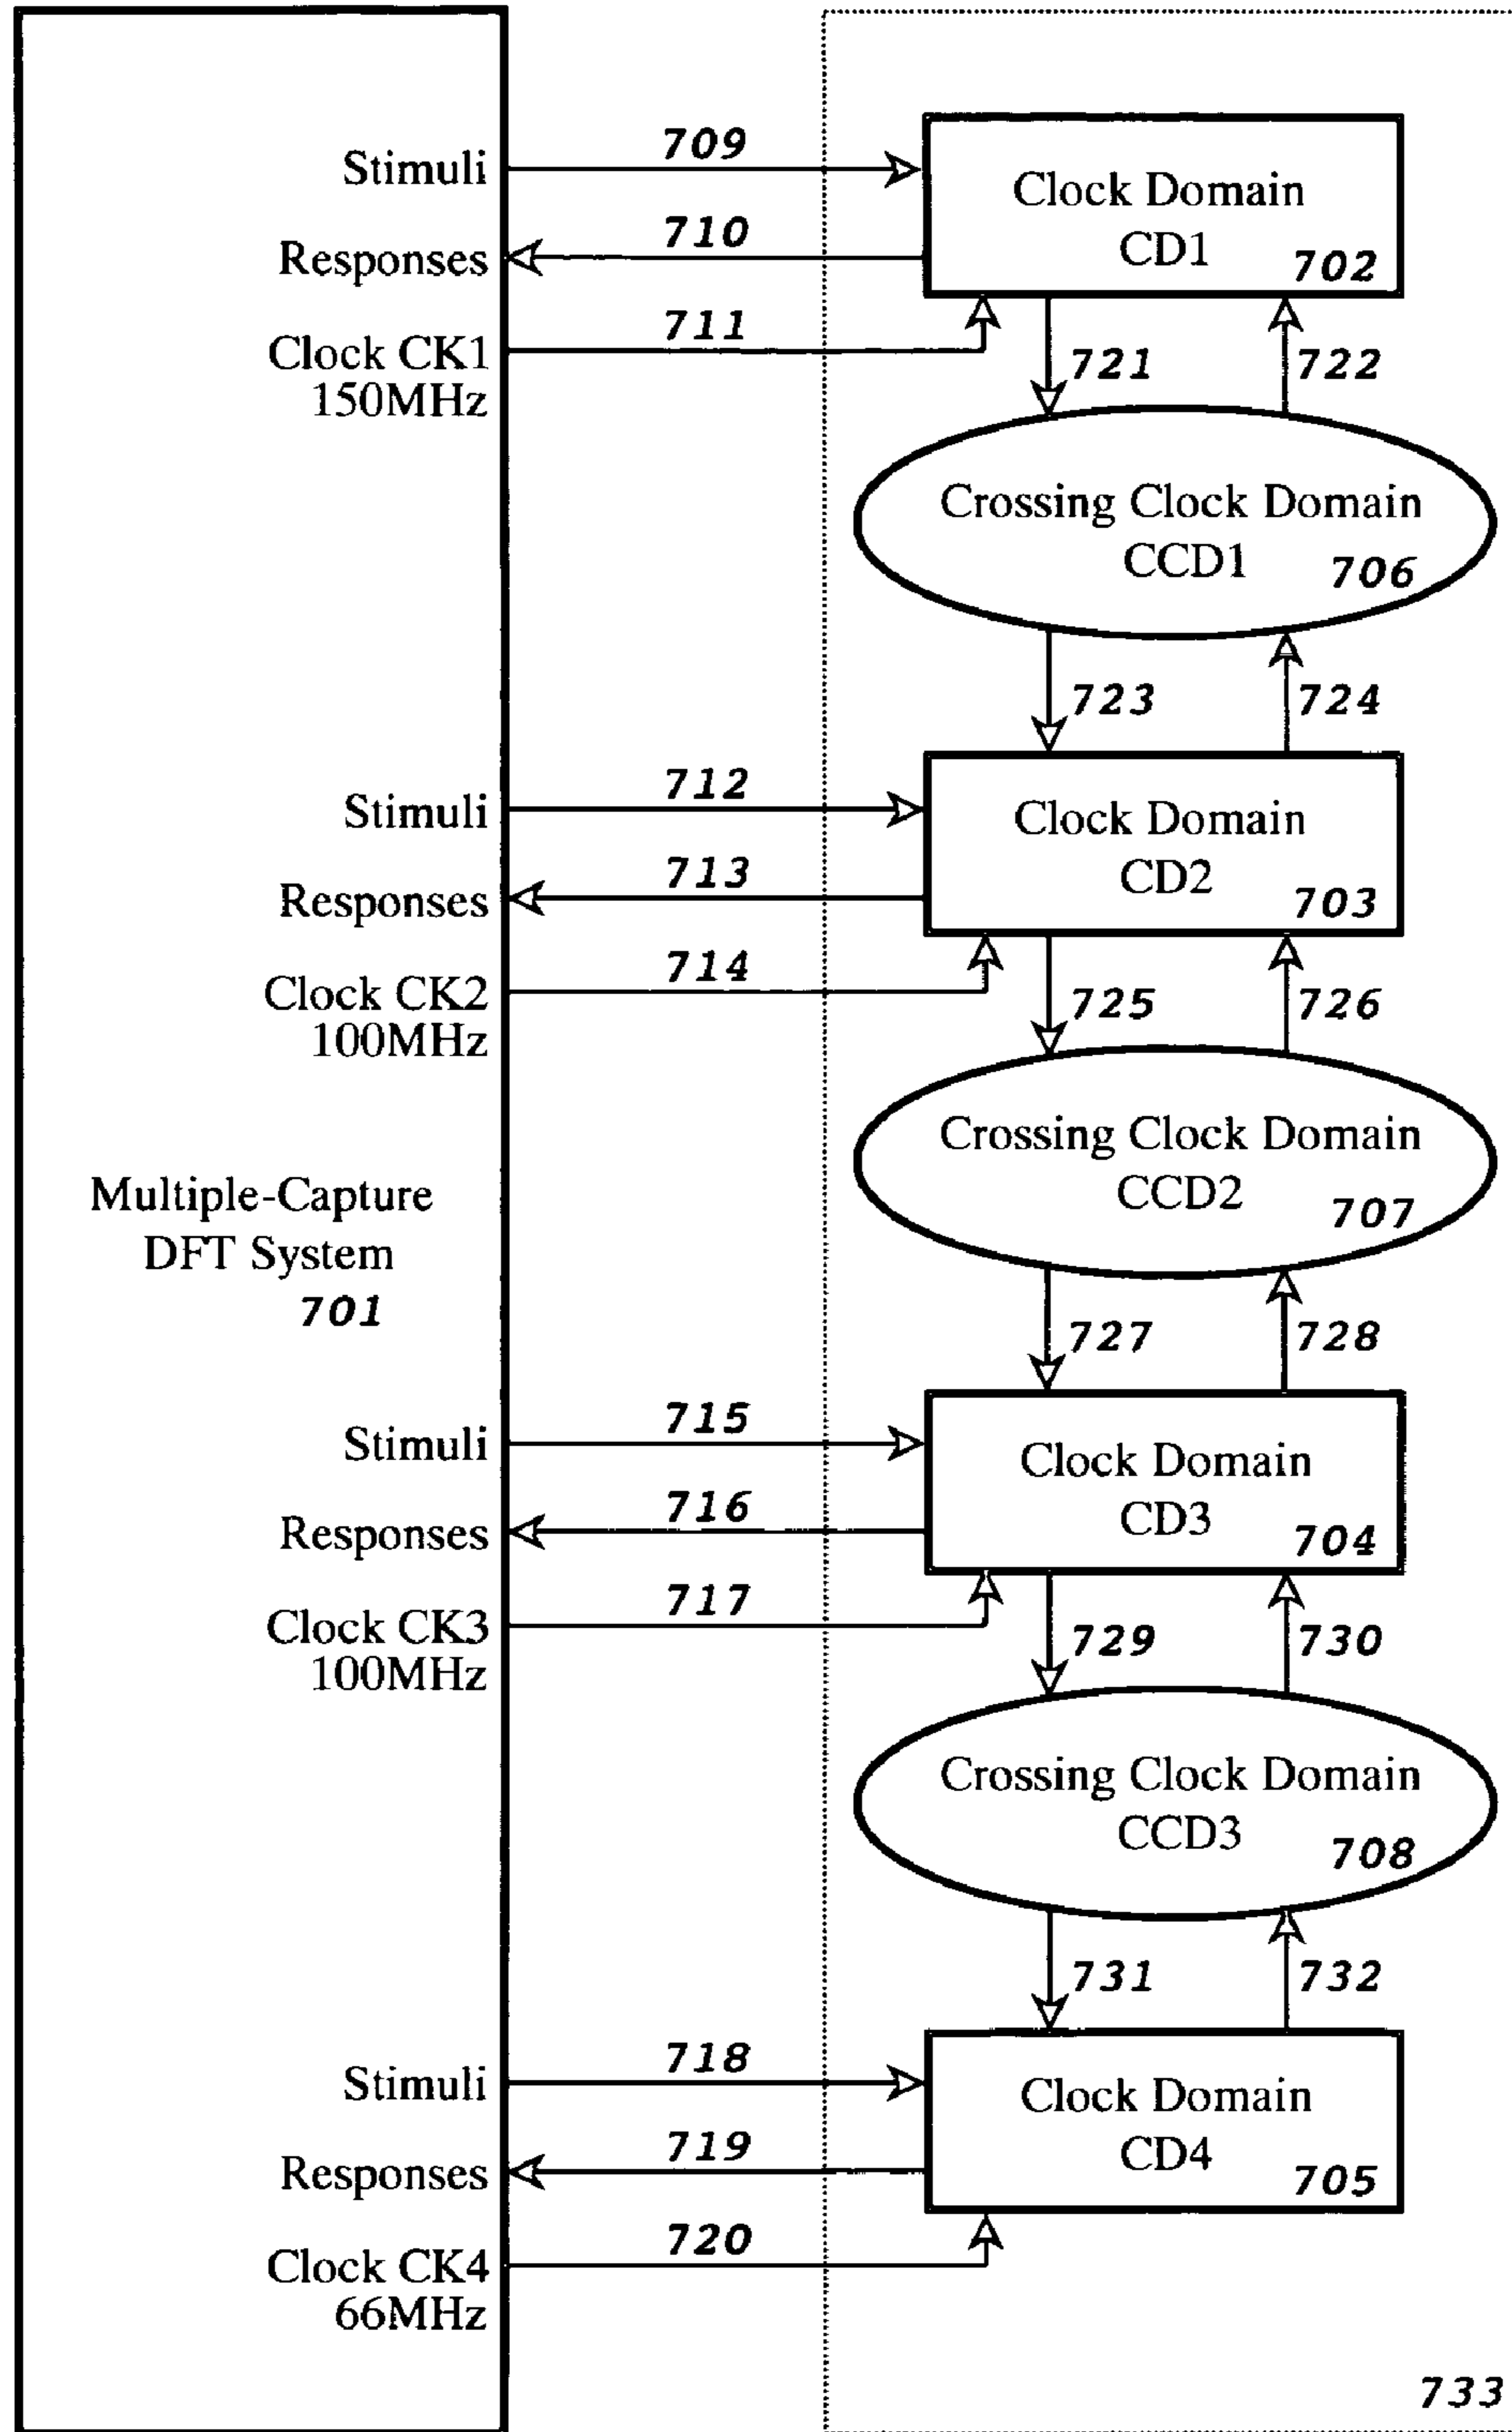 709
Stimuli
Clock Domain
CD1
702
710
Responses
711
Clock CK1
150MHz
721
722
Crossing Clock Domain
CCD1
706
723
724
712
Stimuli
Clock Domain
CD2
703
713
Responses
714
Clock CK2
100MHz
725
726
Crossing Clock Domain
CCD2
707
Multiple-Capture
DFT System
701
727
728
715
Stimuli
Clock Domain
CD3
704
716
Responses
717
Clock CK3
100MHz
729
730
Crossing Clock Domain
CCD3
708
731
732
718
Stimuli
Clock Domain
CD4
705
719
Responses
720
Clock CK4
66MHz
733